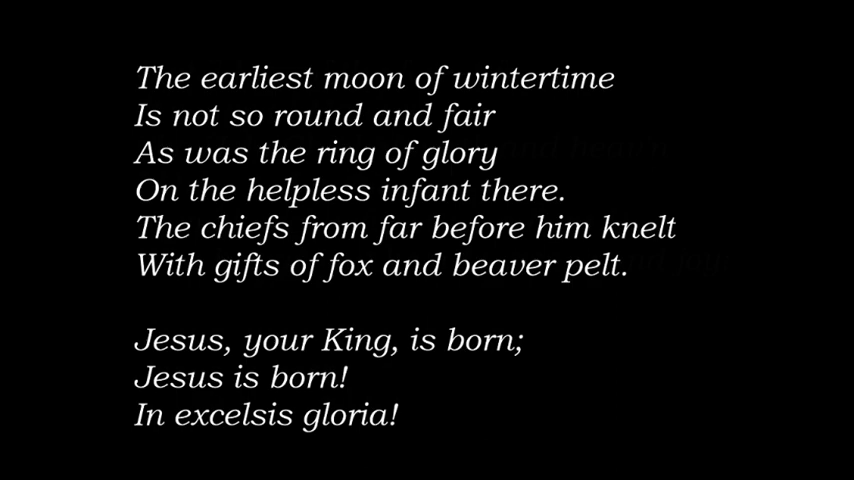 The earliest moon of wintertime
Is not so round and fair
As was the ring of glory
On the helpless infant there.
The chiefs from far before him knelt
With gifts of fox and beaver pelt.
Jesus, your King, is born;
Jesus is born!
In excelsis gloria!